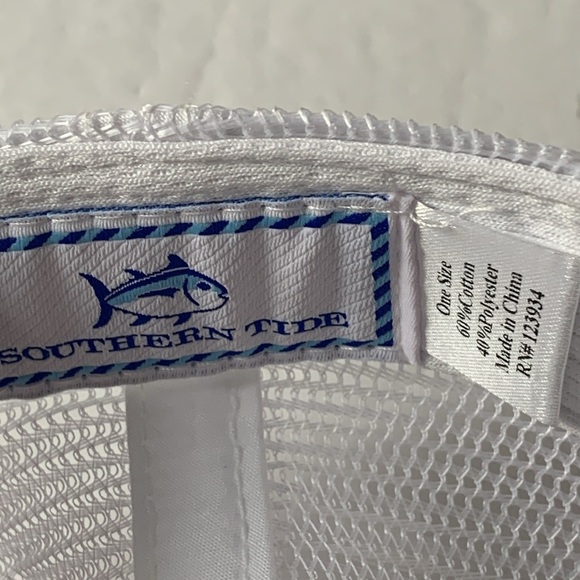 SOUTHERN TIDE
One Size
60%Cotton
40%Polyester
Made in China
RN#123934